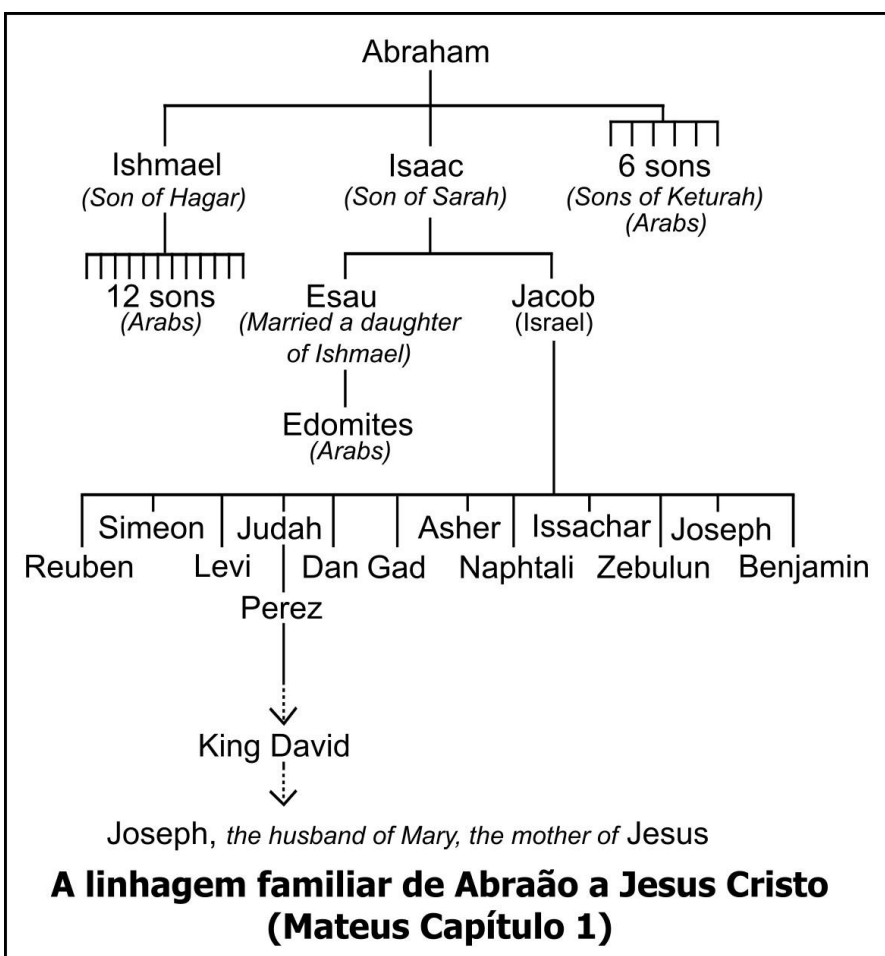 Abraham
Ishmael
(Son of Hagar)
Isaac
(Son of Sarah)
6 sons
(Sons of Keturah)
(Arabs)
12 sons
(Arabs)
Esau
(Married a daughter
of Ishmael)
Jacob
(Israel)
Edomites
(Arabs)
Simeon Judah Asher Issachar Joseph
Reuben Levi Dan Gad Naphtali Zebulun Benjamin
Perez
King David
Joseph, the husband of Mary, the mother of Jesus
A linhagem familiar de Abraão a Jesus Cristo
(Mateus Capítulo 1)